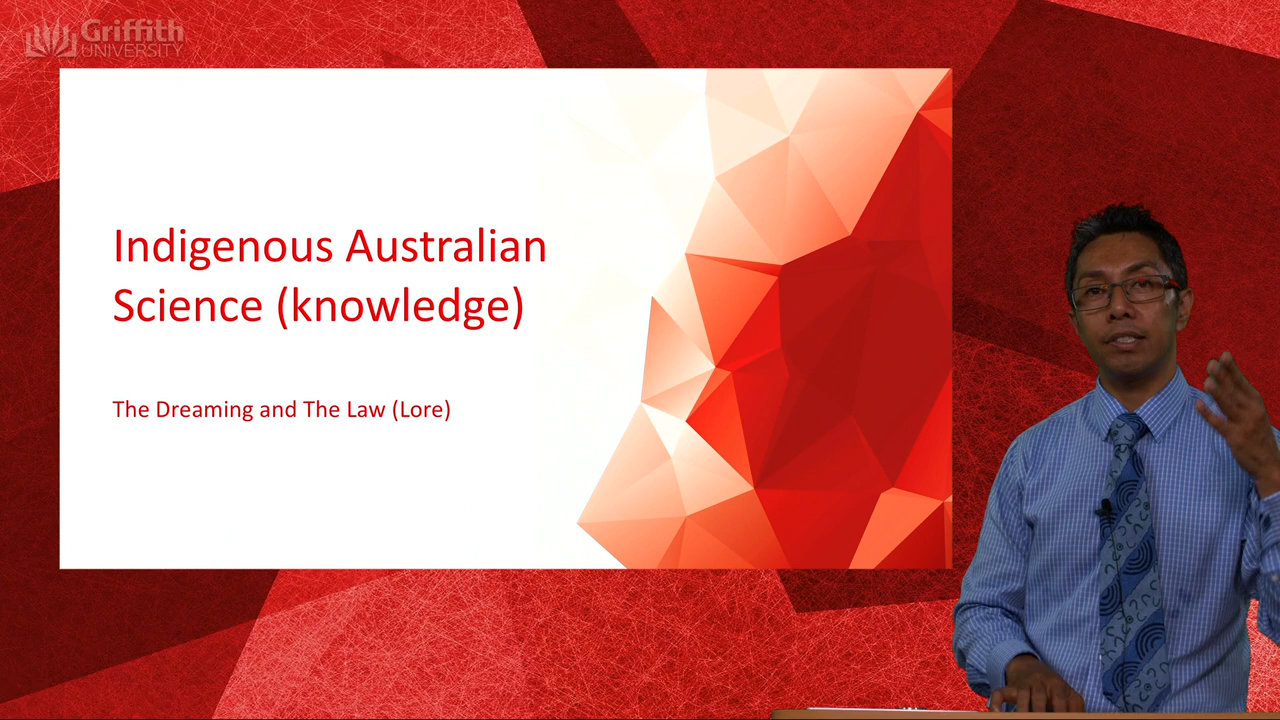 Griffith
UNIVERSITY
Indigenous Australian
Science (knowledge)
The Dreaming and The Law (Lore)